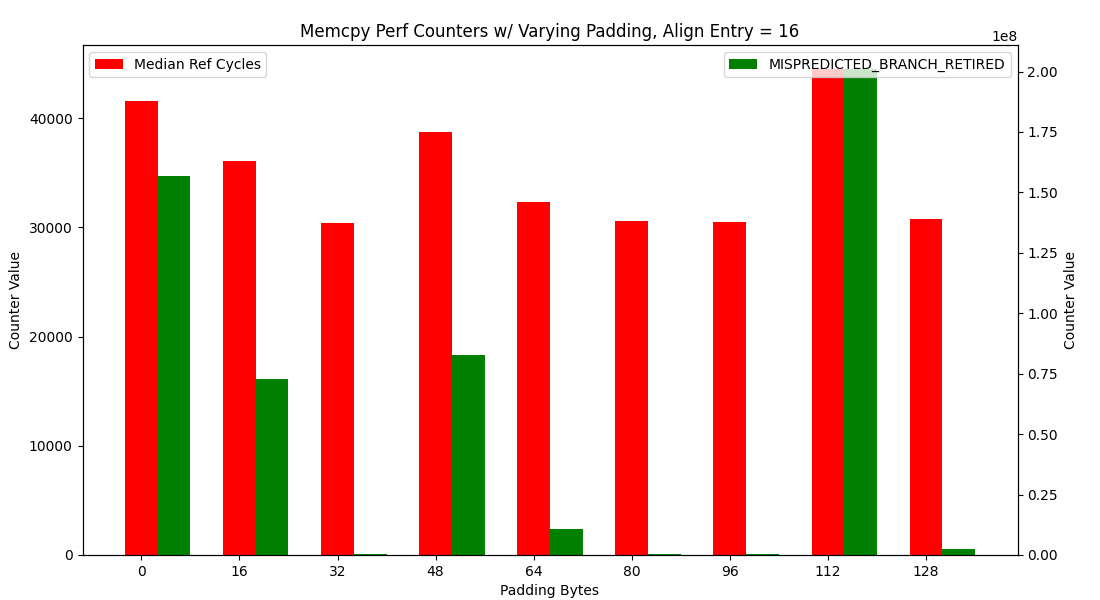 Memcpy Perf Counters w/ Varying Padding, Align Entry = 16
1e8
Median Ref Cycles
MISPREDICTED_BRANCH_RETIRED
Counter Value
40000
30000
20000
10000
0
2.00
1.75
1.50
1.25
1.00
0.75
0.50
0.25
0.00
Counter Value
0 16 32 48 64 80 96 112 128
Padding Bytes